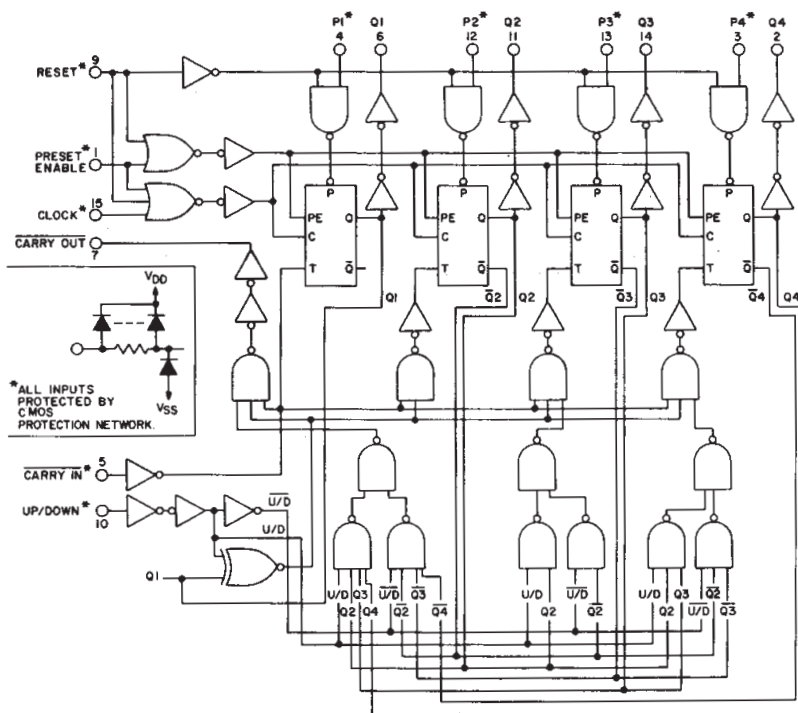 P1* Q1 P2* Q2 P3* Q3 P4* Q4
4 6 12 11 13 14 3 2
RESET* 9
PRESET* 1
ENABLE
CLOCK* 15
P P P P
PE Q PE Q PE Q PE Q
C C C C
CARRY OUT
7
T Q̅ T Q̅ T Q̅ T Q̅
Q1 Q̅2 Q2 Q̅3 Q3 Q̅4 Q4
VDD
VSS
*ALL INPUTS
PROTECTED BY
CMOS
PROTECTION NETWORK.
CARRY IN* 5
UP/DOWN*
10
U̅/̅D̅
U/D
Q1
U/D Q3 U̅/̅D̅ Q̅3 U/D U̅/̅D̅ U/D Q3 Q̅2
Q2 Q4 Q̅2 Q̅4 Q2 Q̅2 Q2 U̅/̅D̅ Q̅3